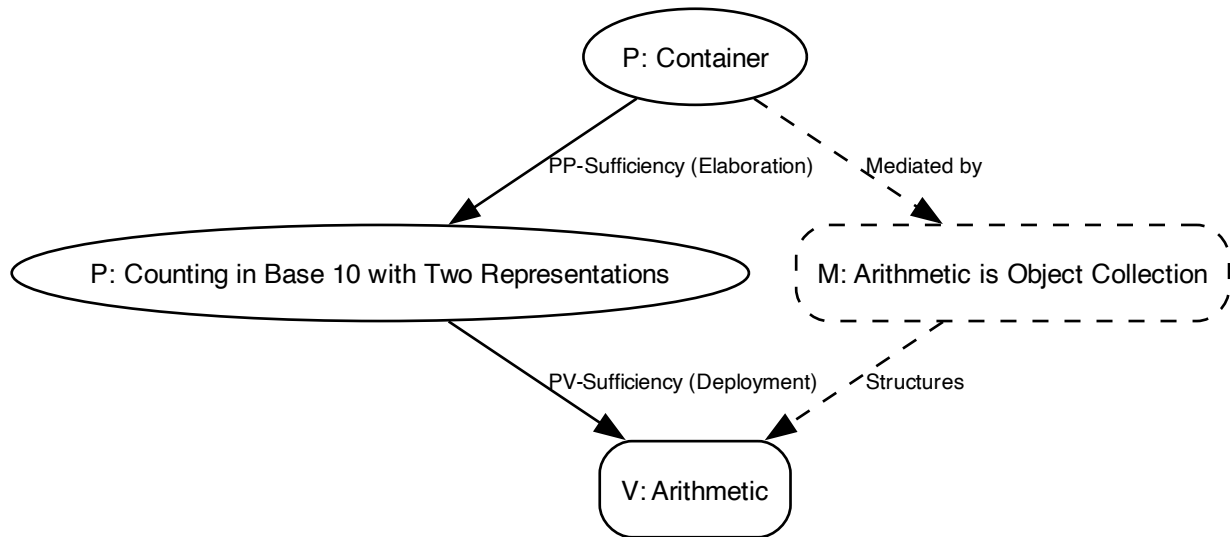 P: Container
PP-Sufficiency (Elaboration)
Mediated by
P: Counting in Base 10 with Two Representations
M: Arithmetic is Object Collection
PV-Sufficiency (Deployment)
Structures
V: Arithmetic